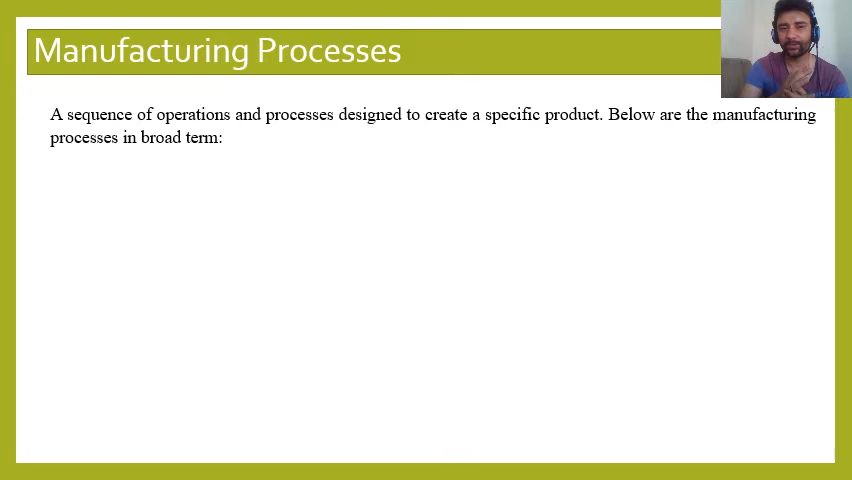 Manufacturing Processes
A sequence of operations and processes designed to create a specific product. Below are the manufacturing
processes in broad term: